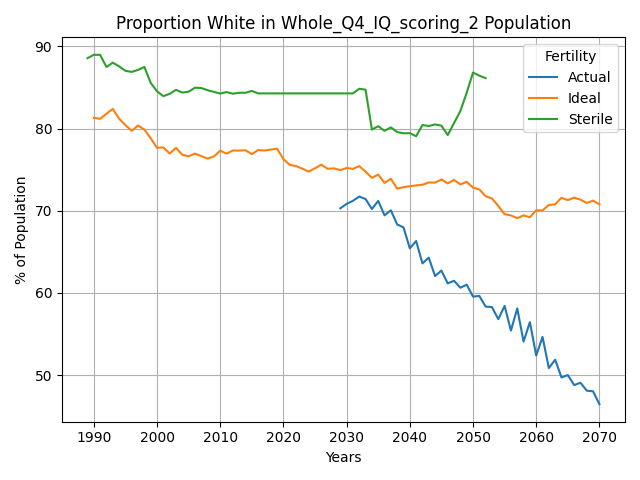 Proportion White in Whole_Q4_IQ_scoring_2 Population
% of Population
90
80
70
60
50
Fertility
Actual
Ideal
Sterile
1990 2000 2010 2020 2030 2040 2050 2060 2070
Years